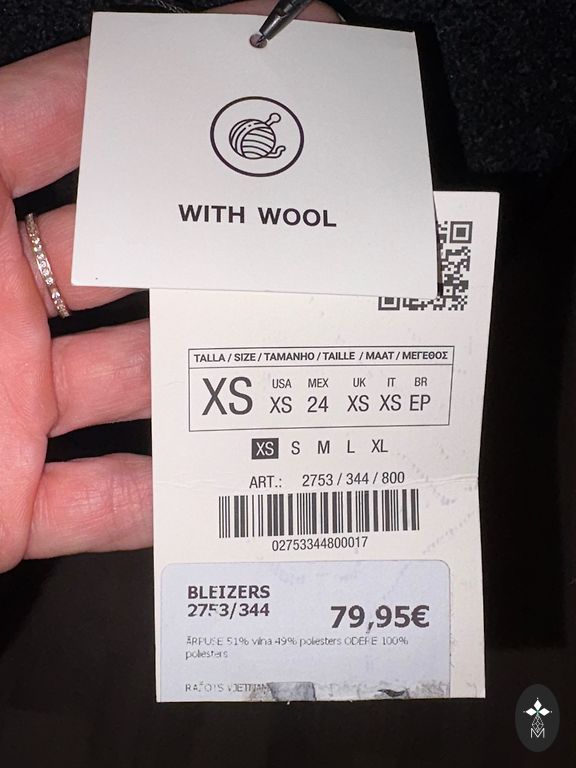 WITH WOOL
TALLA / SIZE / TAMANHO / TAILLE / MAAT / ΜΕΓΕΘΟΣ
XS
USA MEX UK IT BR
XS 24 XS XS EP
XS S M L XL
ART.: 2753 / 344 / 800
02753344800017
BLEIZERS
2753/344
79,95€
ĀRPUSE 51% vilna 49% poliesters ODERE 100%
poliesters
RAŽOTS VJETNAMĀ
M